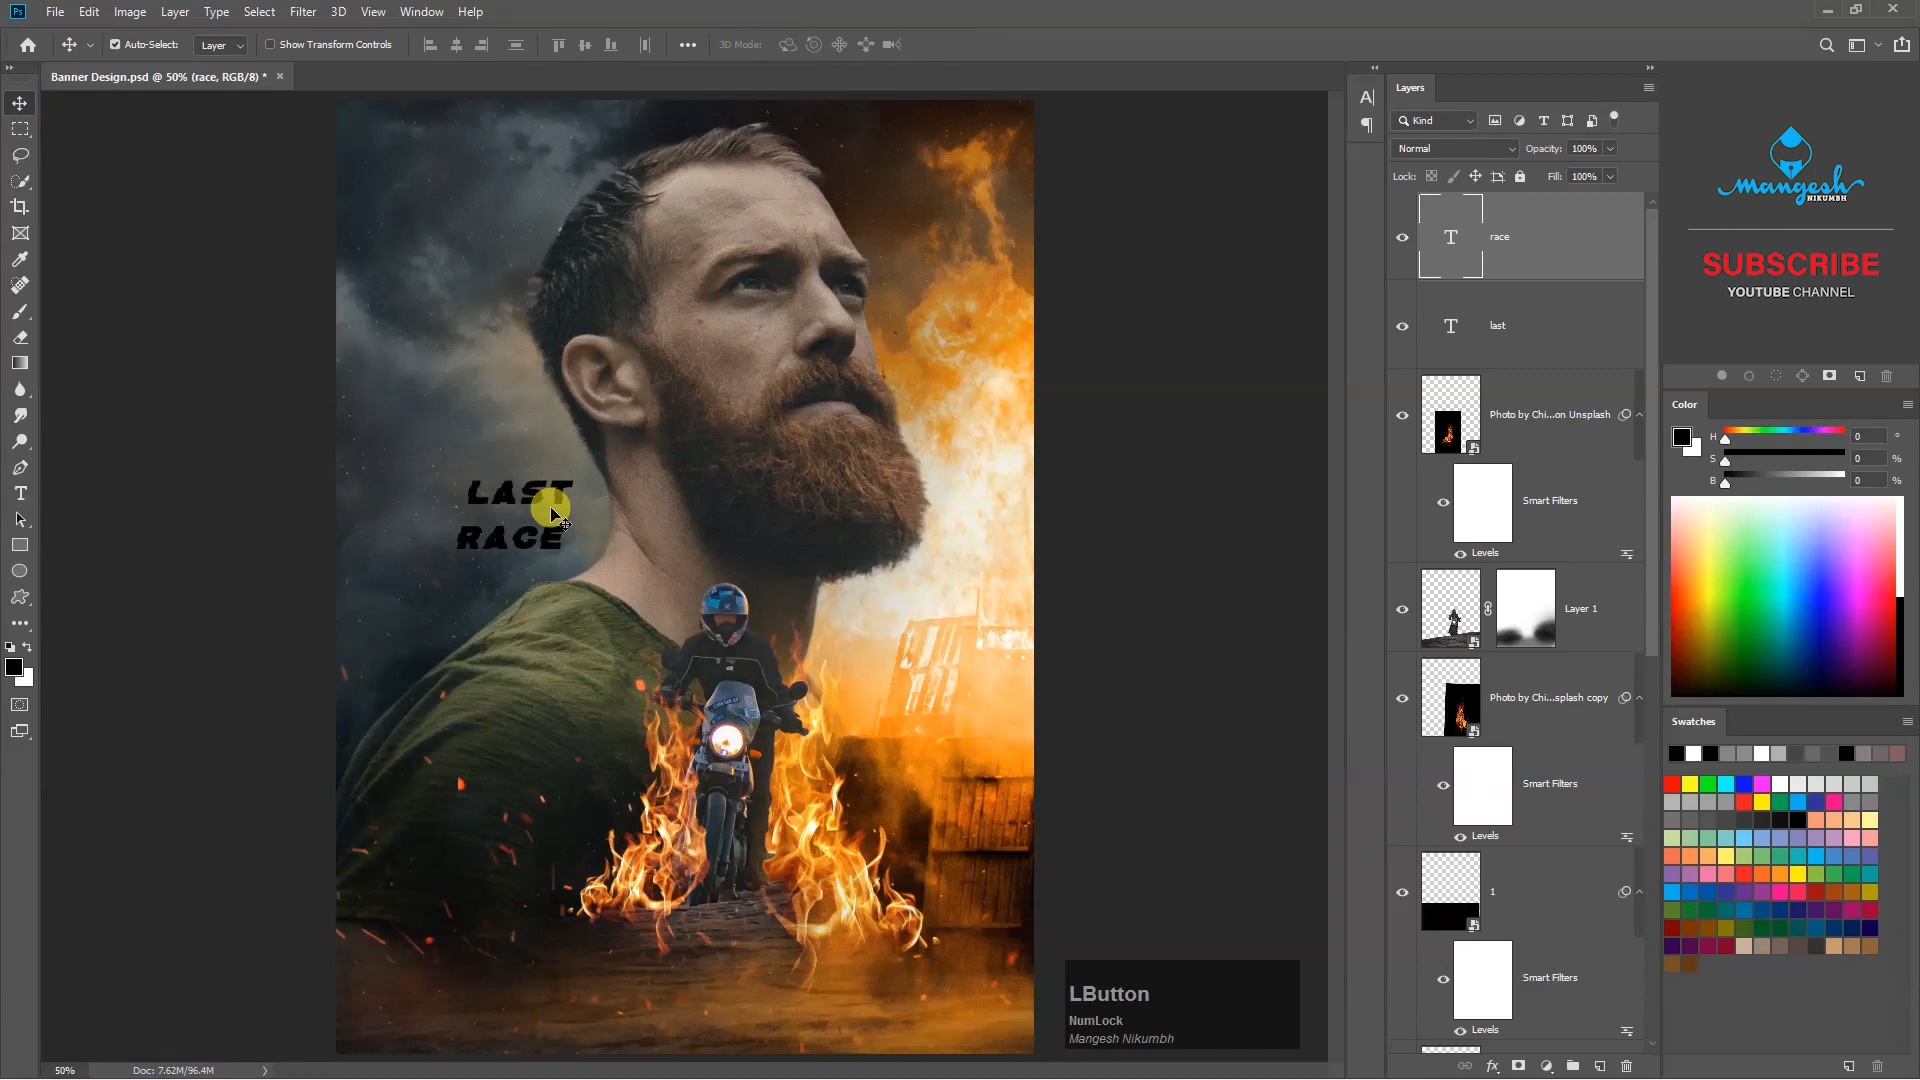 Ps File Edit Image Layer Type Select Filter 3D View Window Help
Auto-Select: Layer Show Transform Controls 3D Mode:
Banner Design.psd @ 50% (race, RGB/8) *
LAST
RACE
50% Doc: 7.62M/96.4M
LButton
NumLock
Mangesh Nikumbh
Layers
Kind
Normal Opacity: 100%
Lock: Fill: 100%
race
last
Photo by Chi...on Unsplash
Smart Filters
Levels
Layer 1
Photo by Chi...splash copy
Smart Filters
Levels
1
Smart Filters
Levels
mangesh
NIKUMBH
SUBSCRIBE
YOUTUBE CHANNEL
Color
H 0 °
S 0 %
B 0 %
Swatches